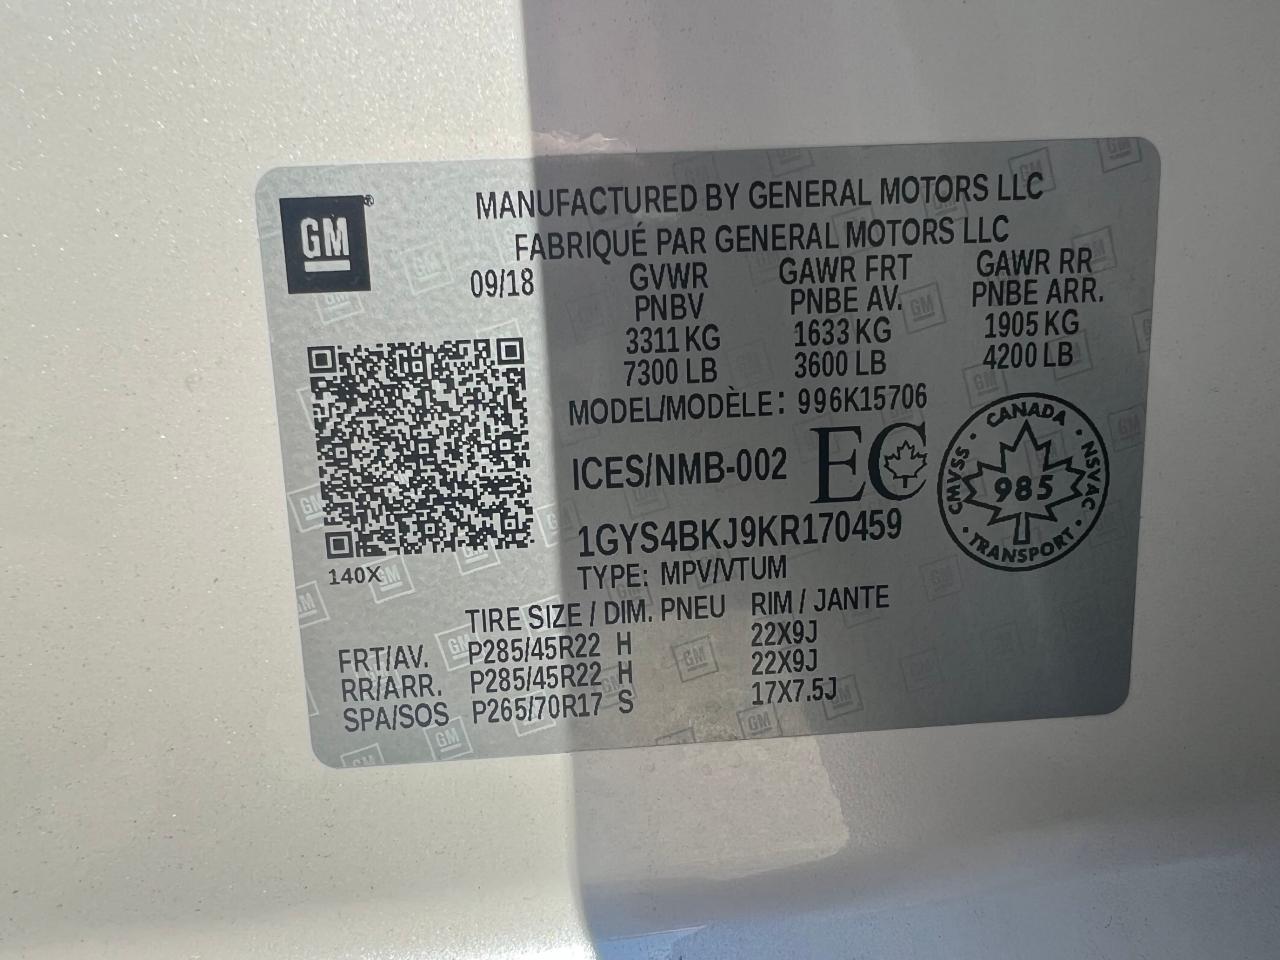 GM®
MANUFACTURED BY GENERAL MOTORS LLC
FABRIQUÉ PAR GENERAL MOTORS LLC
09/18 GVWR GAWR FRT GAWR RR
PNBV PNBE AV. PNBE ARR.
3311 KG 1633 KG 1905 KG
7300 LB 3600 LB 4200 LB
MODEL/MODÈLE: 996K15706
ICES/NMB-002 EC
CANADA · NSVAC · TRANSPORT · CMVSS ·
985
1GYS4BKJ9KR170459
140X
TYPE: MPV/VTUM
TIRE SIZE / DIM. PNEU RIM / JANTE
FRT/AV. P285/45R22 H 22X9J
RR/ARR. P285/45R22 H 22X9J
SPA/SOS P265/70R17 S 17X7.5J